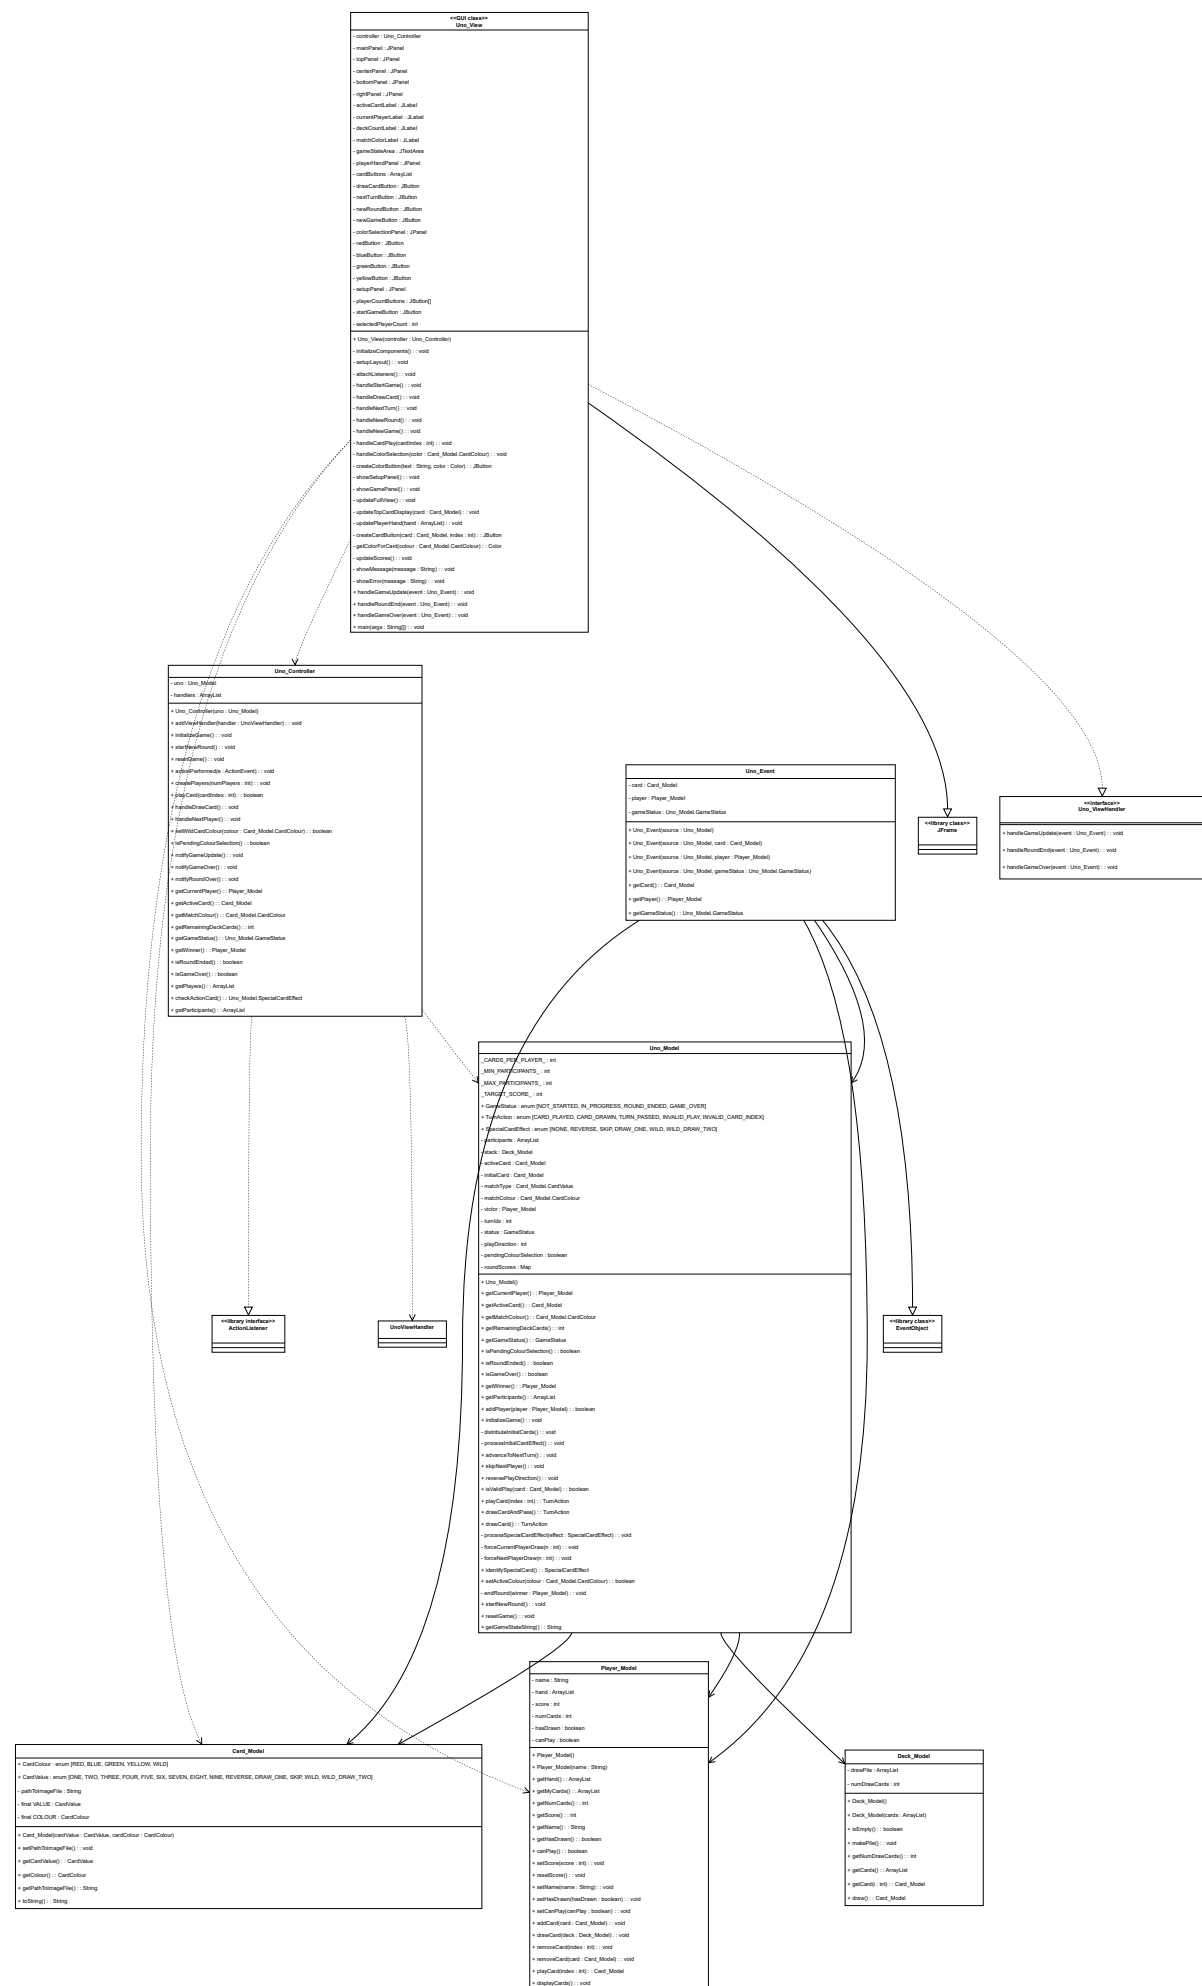 <<GUI class>>
Uno_View
- controller : Uno_Controller
- mainPanel : JPanel
- topPanel : JPanel
- centerPanel : JPanel
- bottomPanel : JPanel
- rightPanel : JPanel
- activeCardLabel : JLabel
- currentPlayerLabel : JLabel
- deckCountLabel : JLabel
- matchColorLabel : JLabel
- gameStateArea : JTextArea
- playerHandPanel : JPanel
- cardButtons : ArrayList
- drawCardButton : JButton
- nextTurnButton : JButton
- newRoundButton : JButton
- newGameButton : JButton
- colorSelectionPanel : JPanel
- redButton : JButton
- blueButton : JButton
- greenButton : JButton
- yellowButton : JButton
- setupPanel : JPanel
- playerCountButtons : JButton[]
- startGameButton : JButton
- selectedPlayerCount : int
+ Uno_View(controller : Uno_Controller)
- initializeComponents() : : void
- setupLayout() : : void
- attachListeners() : : void
- handleStartGame() : : void
- handleDrawCard() : : void
- handleNextTurn() : : void
- handleNewRound() : : void
- handleNewGame() : : void
- handleCardPlay(cardIndex : int) : : void
- handleColorSelection(color : Card_Model.CardColour) : : void
- createColorButton(text : String, color : Color) : : JButton
- showSetupPanel() : : void
- showGamePanel() : : void
- updateFullView() : : void
- updateTopCardDisplay(card : Card_Model) : : void
- updatePlayerHand(hand : ArrayList) : : void
- createCardButton(card : Card_Model, index : int) : : JButton
- getColorForCard(colour : Card_Model.CardColour) : : Color
- updateScores() : : void
- showMessage(message : String) : : void
- showError(message : String) : : void
+ handleGameUpdate(event : Uno_Event) : : void
+ handleRoundEnd(event : Uno_Event) : : void
+ handleGameOver(event : Uno_Event) : : void
+ main(args : String[]) : : void
Uno_Controller
- uno : Uno_Model
- handlers : ArrayList
+ Uno_Controller(uno : Uno_Model)
+ addViewHandler(handler : UnoViewHandler) : : void
+ initializeGame() : : void
+ startNewRound() : : void
+ resetGame() : : void
+ actionPerformed(e : ActionEvent) : : void
+ createPlayers(numPlayers : int) : : void
+ playCard(cardIndex : int) : : boolean
+ handleDrawCard() : : void
+ handleNextPlayer() : : void
+ setWildCardColour(colour : Card_Model.CardColour) : : boolean
+ isPendingColourSelection() : : boolean
+ notifyGameUpdate() : : void
+ notifyGameOver() : : void
+ notifyRoundOver() : : void
+ getCurrentPlayer() : : Player_Model
+ getActiveCard() : : Card_Model
+ getMatchColour() : : Card_Model.CardColour
+ getRemainingDeckCards() : : int
+ getGameStatus() : : Uno_Model.GameStatus
+ getWinner() : : Player_Model
+ isRoundEnded() : : boolean
+ isGameOver() : : boolean
+ getPlayers() : : ArrayList
+ checkActionCard() : : Uno_Model.SpecialCardEffect
+ getParticipants() : : ArrayList
Uno_Event
- card : Card_Model
- player : Player_Model
- gameStatus : Uno_Model.GameStatus
+ Uno_Event(source : Uno_Model)
+ Uno_Event(source : Uno_Model, card : Card_Model)
+ Uno_Event(source : Uno_Model, player : Player_Model)
+ Uno_Event(source : Uno_Model, gameStatus : Uno_Model.GameStatus)
+ getCard() : : Card_Model
+ getPlayer() : : Player_Model
+ getGameStatus() : : Uno_Model.GameStatus
<<library class>>
JFrame
<<interface>>
Uno_ViewHandler
+ handleGameUpdate(event : Uno_Event) : : void
+ handleRoundEnd(event : Uno_Event) : : void
+ handleGameOver(event : Uno_Event) : : void
Uno_Model
_CARDS_PER_PLAYER_ : int
_MIN_PARTICIPANTS_ : int
_MAX_PARTICIPANTS_ : int
_TARGET_SCORE_ : int
+ GameStatus : enum [NOT_STARTED, IN_PROGRESS, ROUND_ENDED, GAME_OVER]
+ TurnAction : enum [CARD_PLAYED, CARD_DRAWN, TURN_PASSED, INVALID_PLAY, INVALID_CARD_INDEX]
+ SpecialCardEffect : enum [NONE, REVERSE, SKIP, DRAW_ONE, WILD, WILD_DRAW_TWO]
- participants : ArrayList
- stack : Deck_Model
- activeCard : Card_Model
- initialCard : Card_Model
- matchType : Card_Model.CardValue
- matchColour : Card_Model.CardColour
- victor : Player_Model
- turnIdx : int
- status : GameStatus
- playDirection : int
- pendingColourSelection : boolean
- roundScores : Map
+ Uno_Model()
+ getCurrentPlayer() : : Player_Model
+ getActiveCard() : : Card_Model
+ getMatchColour() : : Card_Model.CardColour
+ getRemainingDeckCards() : : int
+ getGameStatus() : : GameStatus
+ isPendingColourSelection() : : boolean
+ isRoundEnded() : : boolean
+ isGameOver() : : boolean
+ getWinner() : : Player_Model
+ getParticipants() : : ArrayList
+ addPlayer(player : Player_Model) : : boolean
+ initializeGame() : : void
- distributeInitialCards() : : void
- processInitialCardEffect() : : void
+ advanceToNextTurn() : : void
+ skipNextPlayer() : : void
+ reversePlayDirection() : : void
+ isValidPlay(card : Card_Model) : : boolean
+ playCard(index : int) : : TurnAction
+ drawCardAndPass() : : TurnAction
+ drawCard() : : TurnAction
- processSpecialCardEffect(effect : SpecialCardEffect) : : void
- forceCurrentPlayerDraw(n : int) : : void
- forceNextPlayerDraw(n : int) : : void
+ identifySpecialCard() : : SpecialCardEffect
+ setActiveColour(colour : Card_Model.CardColour) : : boolean
- endRound(winner : Player_Model) : : void
+ startNewRound() : : void
+ resetGame() : : void
+ getGameStateString() : : String
<<library interface>>
ActionListener
UnoViewHandler
<<library class>>
EventObject
Card_Model
+ CardColour : enum [RED, BLUE, GREEN, YELLOW, WILD]
+ CardValue : enum [ONE, TWO, THREE, FOUR, FIVE, SIX, SEVEN, EIGHT, NINE, REVERSE, DRAW_ONE, SKIP, WILD, WILD_DRAW_TWO]
- pathToImageFile : String
- final VALUE : CardValue
- final COLOUR : CardColour
+ Card_Model(cardValue : CardValue, cardColour : CardColour)
+ setPathToImageFile() : : void
+ getCardValue() : : CardValue
+ getColour() : : CardColour
+ getPathToImageFile() : : String
+ toString() : : String
Player_Model
- name : String
- hand : ArrayList
- score : int
- numCards : int
- hasDrawn : boolean
- canPlay : boolean
+ Player_Model()
+ Player_Model(name : String)
+ getHand() : : ArrayList
+ getMyCards() : : ArrayList
+ getNumCards() : : int
+ getScore() : : int
+ getName() : : String
+ getHasDrawn() : : boolean
+ canPlay() : : boolean
+ setScore(score : int) : : void
+ resetScore() : : void
+ setName(name : String) : : void
+ setHasDrawn(hasDrawn : boolean) : : void
+ setCanPlay(canPlay : boolean) : : void
+ addCard(card : Card_Model) : : void
+ drawCard(deck : Deck_Model) : : void
+ removeCard(index : int) : : void
+ removeCard(card : Card_Model) : : void
+ playCard(index : int) : : Card_Model
+ displayCards() : : void
Deck_Model
- drawPile : ArrayList
- numDrawCards : int
+ Deck_Model()
+ Deck_Model(cards : ArrayList)
+ isEmpty() : : boolean
+ makePile() : : void
+ getNumDrawCards() : : int
+ getCards() : : ArrayList
+ getCard(i : int) : : Card_Model
+ draw() : : Card_Model